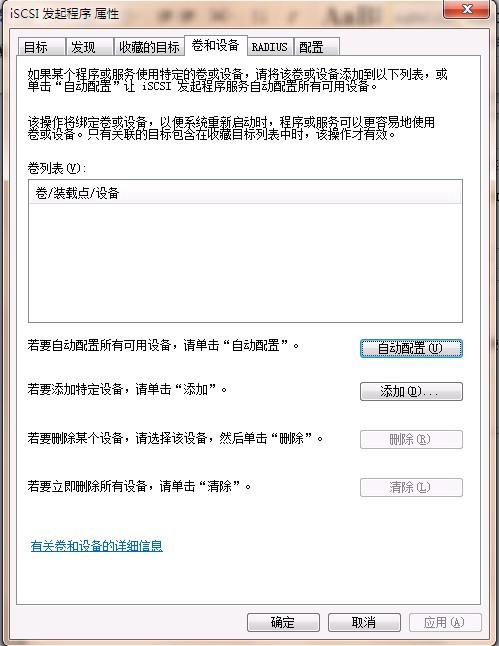 iSCSI 发起程序 属性
目标 发现 收藏的目标 卷和设备 RADIUS 配置
如果某个程序或服务使用特定的卷或设备，请将该卷或设备添加到以下列表，或
单击“自动配置”让 iSCSI 发起程序服务自动配置所有可用设备。
该操作将绑定卷或设备，以便系统重新启动时，程序或服务可以更容易地使用
卷或设备。只有关联的目标包含在收藏目标列表中时，该操作才有效。
卷列表(V):
卷/装载点/设备
若要自动配置所有可用设备，请单击“自动配置”。 自动配置(U)
若要添加特定设备，请单击“添加”。 添加(D)...
若要删除某个设备，请选择该设备，然后单击“删除”。 删除(R)
若要立即删除所有设备，请单击“清除”。 清除(L)
有关卷和设备的详细信息
确定 取消 应用(A)